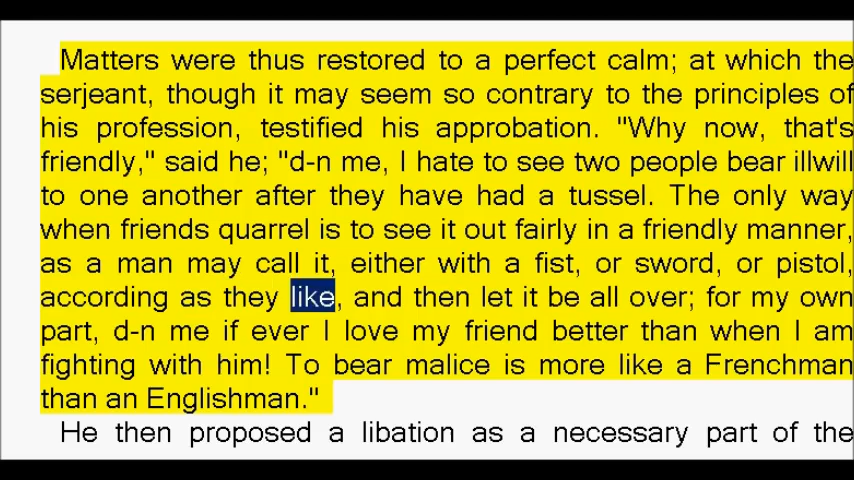 Matters were thus restored to a perfect calm; at which the
serjeant, though it may seem so contrary to the principles of
his profession, testified his approbation. "Why now, that's
friendly," said he; "d-n me, I hate to see two people bear illwill
to one another after they have had a tussel. The only way
when friends quarrel is to see it out fairly in a friendly manner,
as a man may call it, either with a fist, or sword, or pistol,
according as they like, and then let it be all over; for my own
part, d-n me if ever I love my friend better than when I am
fighting with him! To bear malice is more like a Frenchman
than an Englishman."
He then proposed a libation as a necessary part of the